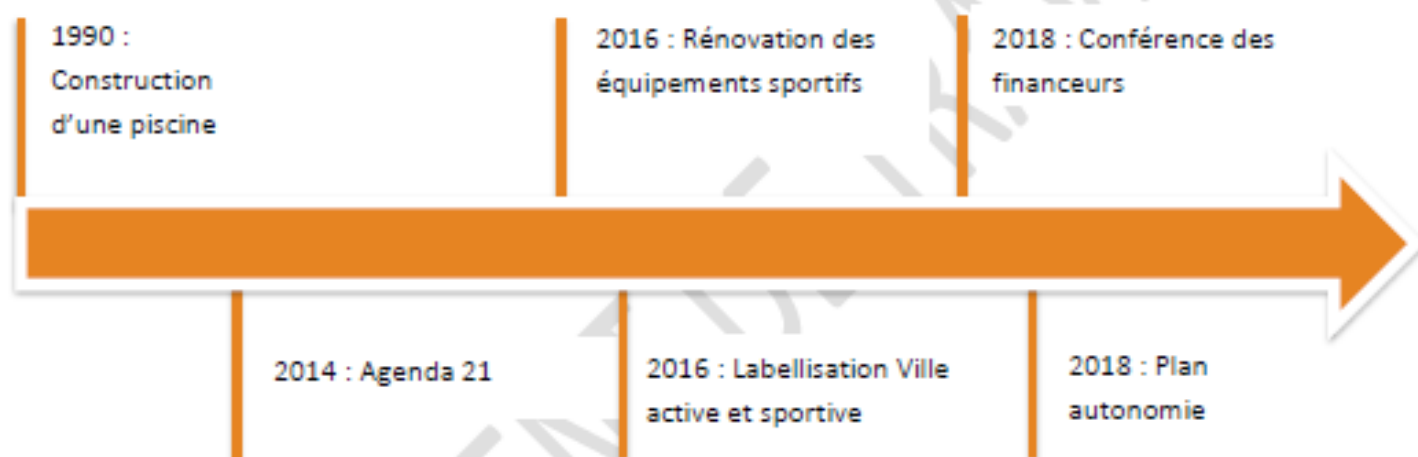 1990 :
Construction
d’une piscine
2016 : Rénovation des
équipements sportifs
2018 : Conférence des
financeurs
2014 : Agenda 21
2016 : Labellisation Ville
active et sportive
2018 : Plan
autonomie